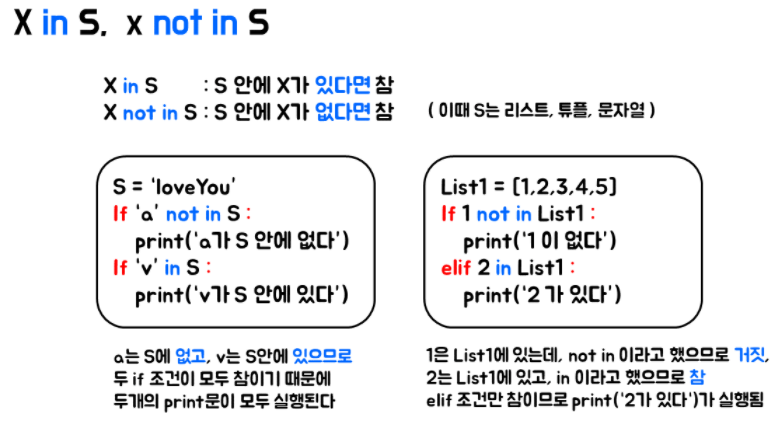 X in S, x not in S
X in S : S 안에 X가 있다면 참
X not in S : S 안에 X가 없다면 참 ( 이때 S는 리스트, 튜플, 문자열 )
S = 'loveYou'
If 'a' not in S :
print('a가 S 안에 없다')
If 'v' in S :
print('v가 S 안에 있다')
a는 S에 없고, v는 S안에 있으므로
두 if 조건이 모두 참이기 때문에
두개의 print문이 모두 실행된다
List1 = [1,2,3,4,5]
If 1 not in List1 :
print('1 이 없다')
elif 2 in List1 :
print('2 가 있다')
1은 List1에 있는데, not in 이라고 했으므로 거짓,
2는 List1에 있고, in 이라고 했으므로 참
elif 조건만 참이므로 print('2가 있다')가 실행됨